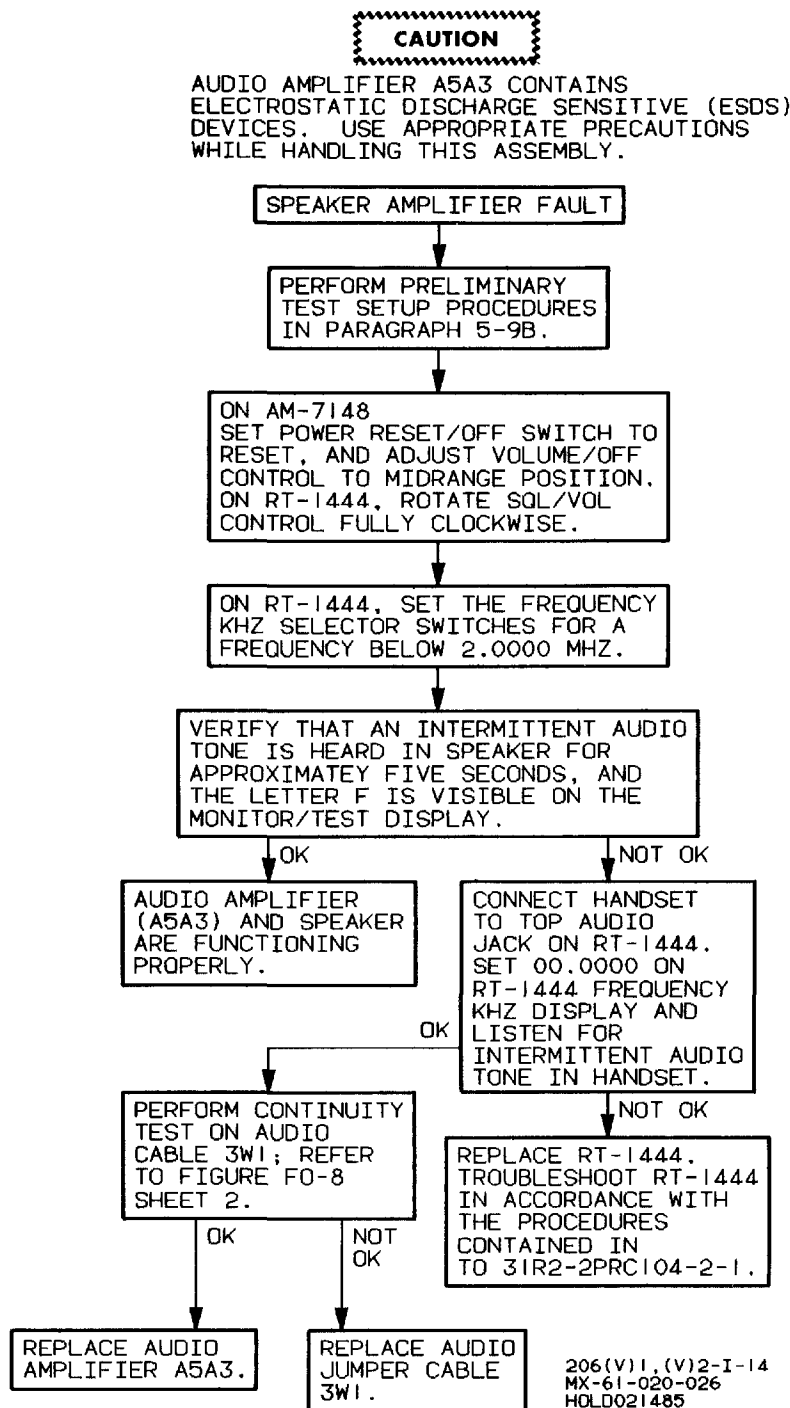 CAUTION
AUDIO AMPLIFIER A5A3 CONTAINS
ELECTROSTATIC DISCHARGE SENSITIVE (ESDS)
DEVICES. USE APPROPRIATE PRECAUTIONS
WHILE HANDLING THIS ASSEMBLY.
SPEAKER AMPLIFIER FAULT
PERFORM PRELIMINARY
TEST SETUP PROCEDURES
IN PARAGRAPH 5-9B.
ON AM-7148
SET POWER RESET/OFF SWITCH TO
RESET, AND ADJUST VOLUME/OFF
CONTROL TO MIDRANGE POSITION.
ON RT-1444, ROTATE SQL/VOL
CONTROL FULLY CLOCKWISE.
ON RT-1444, SET THE FREQUENCY
KHZ SELECTOR SWITCHES FOR A
FREQUENCY BELOW 2.0000 MHZ.
VERIFY THAT AN INTERMITTENT AUDIO
TONE IS HEARD IN SPEAKER FOR
APPROXIMATEY FIVE SECONDS, AND
THE LETTER F IS VISIBLE ON THE
MONITOR/TEST DISPLAY.
OK
NOT OK
AUDIO AMPLIFIER
(A5A3) AND SPEAKER
ARE FUNCTIONING
PROPERLY.
CONNECT HANDSET
TO TOP AUDIO
JACK ON RT-1444.
SET 00.0000 ON
RT-1444 FREQUENCY
KHZ DISPLAY AND
LISTEN FOR
INTERMITTENT AUDIO
TONE IN HANDSET.
OK
NOT OK
PERFORM CONTINUITY
TEST ON AUDIO
CABLE 3W1; REFER
TO FIGURE FO-8
SHEET 2.
REPLACE RT-1444.
TROUBLESHOOT RT-1444
IN ACCORDANCE WITH
THE PROCEDURES
CONTAINED IN
TO 31R2-2PRC104-2-1.
OK
NOT
OK
REPLACE AUDIO
AMPLIFIER A5A3.
REPLACE AUDIO
JUMPER CABLE
3W1.
206(V)1,(V)2-1-14
MX-61-020-026
HOLD021485